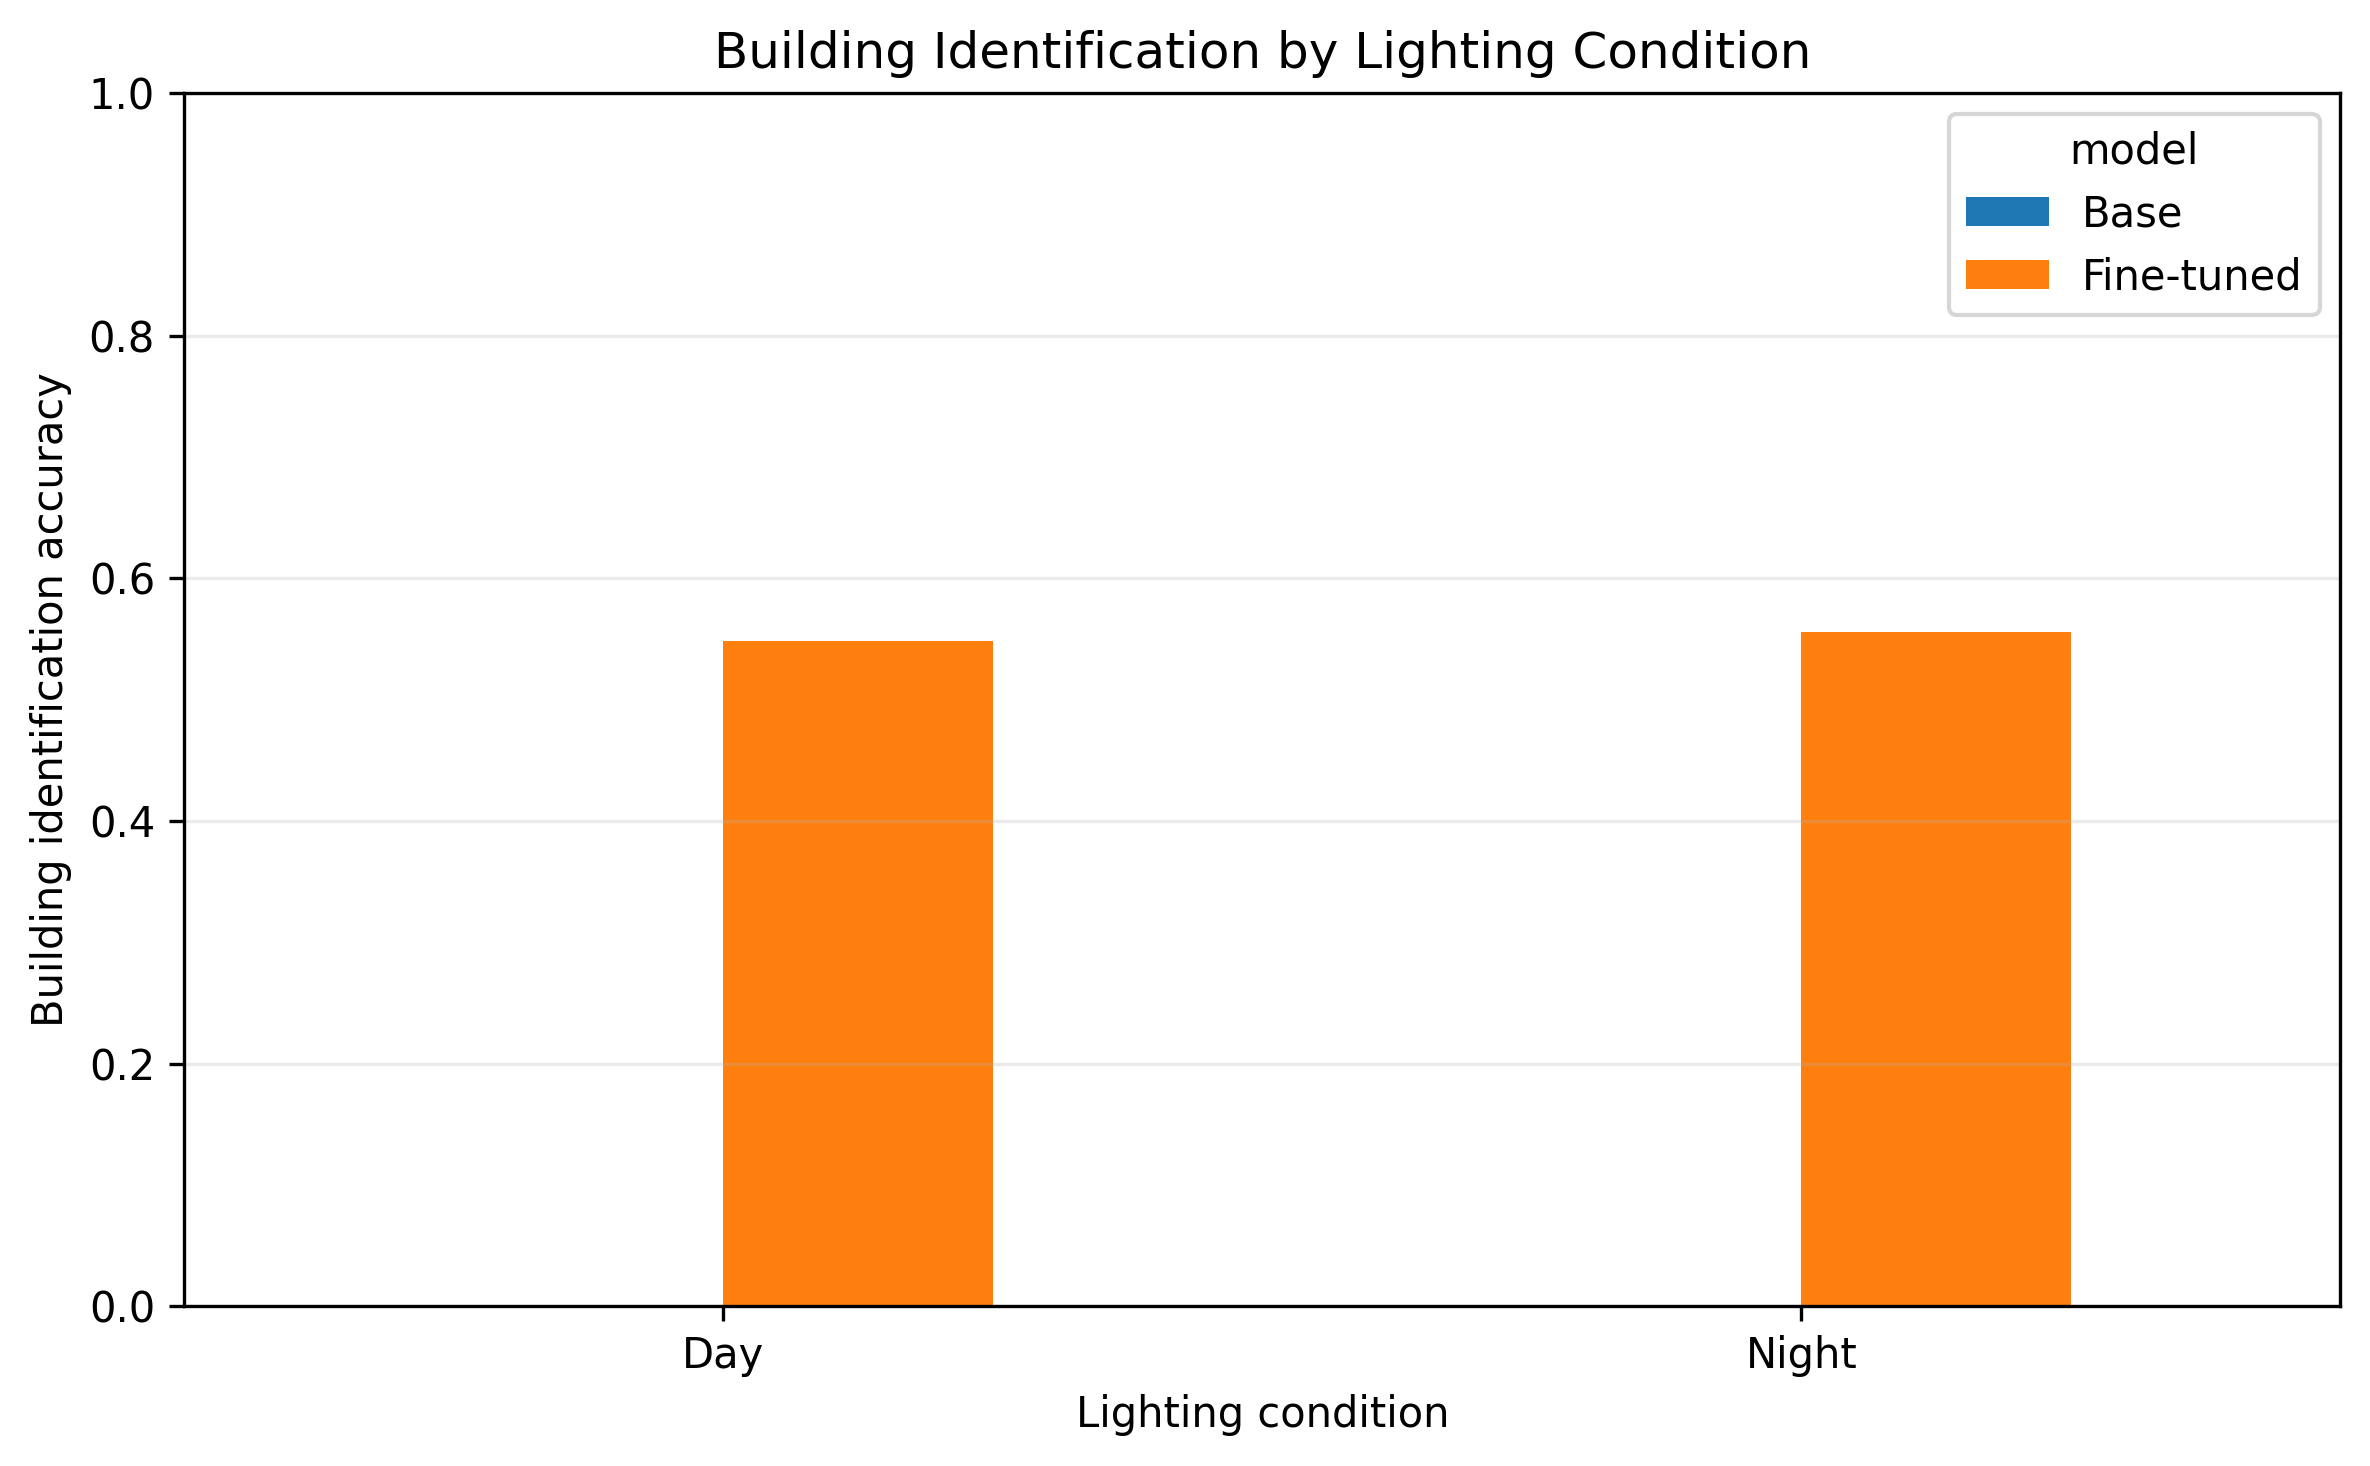 Building Identification by Lighting Condition
model
Base
Fine-tuned
Building identification accuracy
1.0
0.8
0.6
0.4
0.2
0.0
Day
Night
Lighting condition